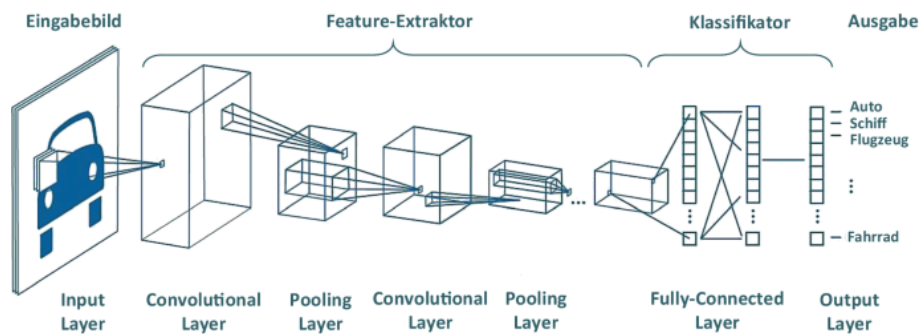 Eingabebild
Feature-Extraktor
Klassifikator
Ausgabe
Auto
Schiff
Flugzeug
⋮
...
⋮ ⋮ ⋮
Fahrrad
Input Layer
Convolutional Layer
Pooling Layer
Convolutional Layer
Pooling Layer
Fully-Connected Layer
Output Layer